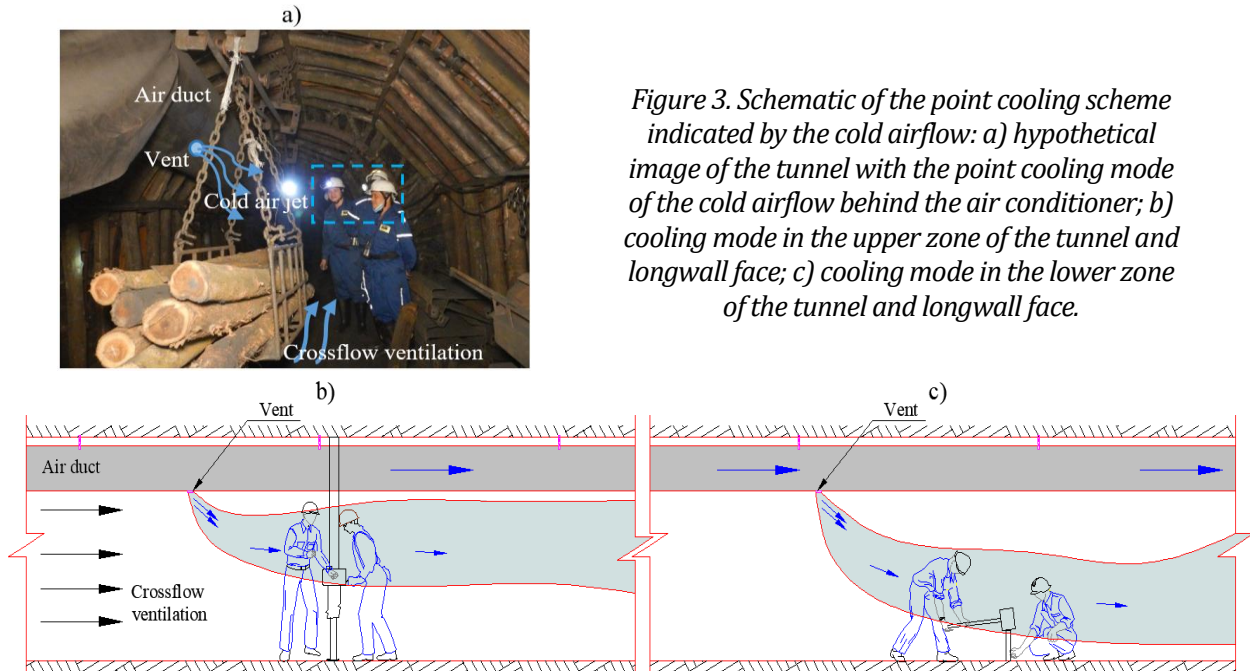 a)
Air duct
Vent
Cold air jet
Crossflow ventilation
Figure 3. Schematic of the point cooling scheme
indicated by the cold airflow: a) hypothetical
image of the tunnel with the point cooling mode
of the cold airflow behind the air conditioner; b)
cooling mode in the upper zone of the tunnel and
longwall face; c) cooling mode in the lower zone
of the tunnel and longwall face.
b)
Vent
Air duct
Crossflow
ventilation
c)
Vent